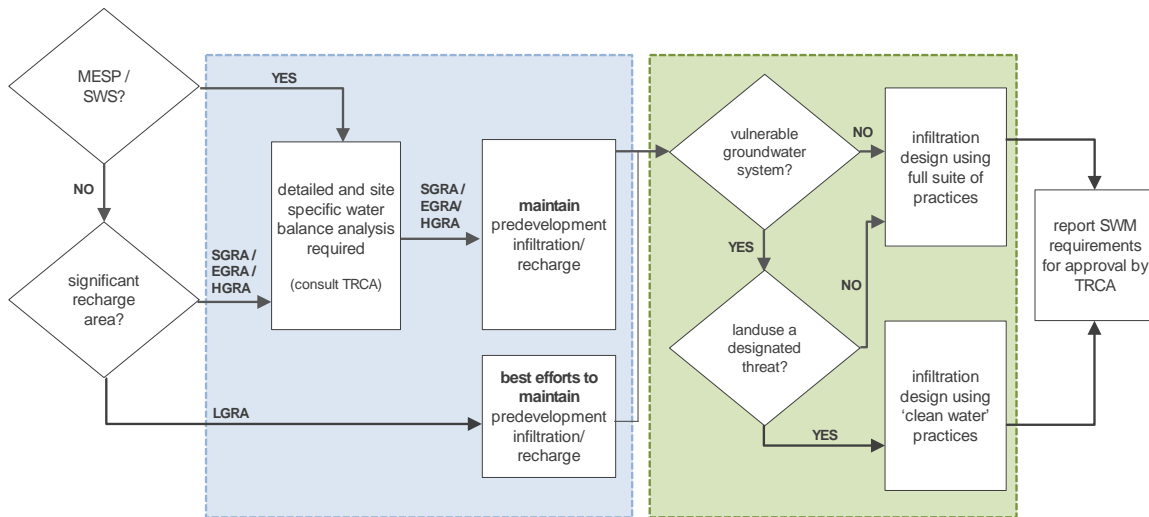 MESP /
SWS?
YES
NO
significant
recharge
area?
SGRA /
EGRA /
HGRA
LGRA
detailed and site
specific water
balance analysis
required
(consult TRCA)
SGRA /
EGRA/
HGRA
maintain
predevelopment
infiltration/
recharge
best efforts to
maintain
predevelopment
infiltration/
recharge
vulnerable
groundwater
system?
NO
YES
landuse a
designated
threat?
NO
YES
infiltration
design using
full suite of
practices
infiltration
design using
‘clean water’
practices
report SWM
requirements
for approval by
TRCA